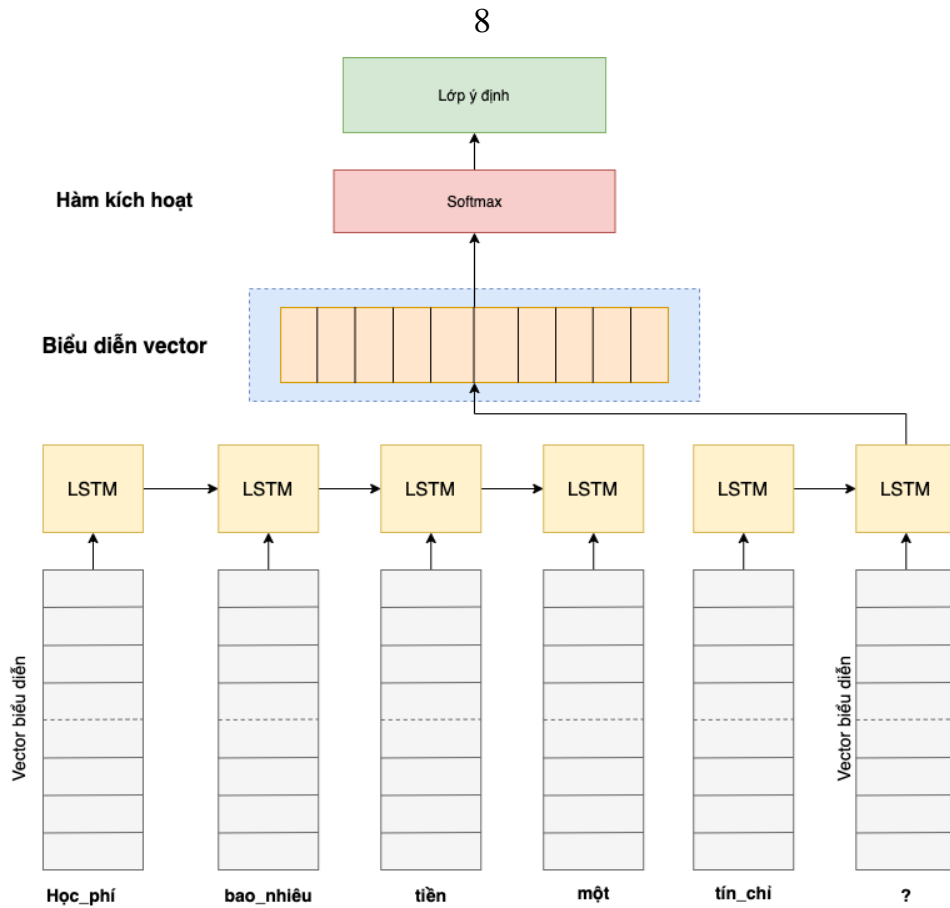 8
Lớp ý định
Hàm kích hoạt
Softmax
Biểu diễn vector
LSTM LSTM LSTM LSTM LSTM LSTM
Vector biểu diễn
Vector biểu diễn
Học_phí bao_nhiêu tiền một tín_chỉ ?